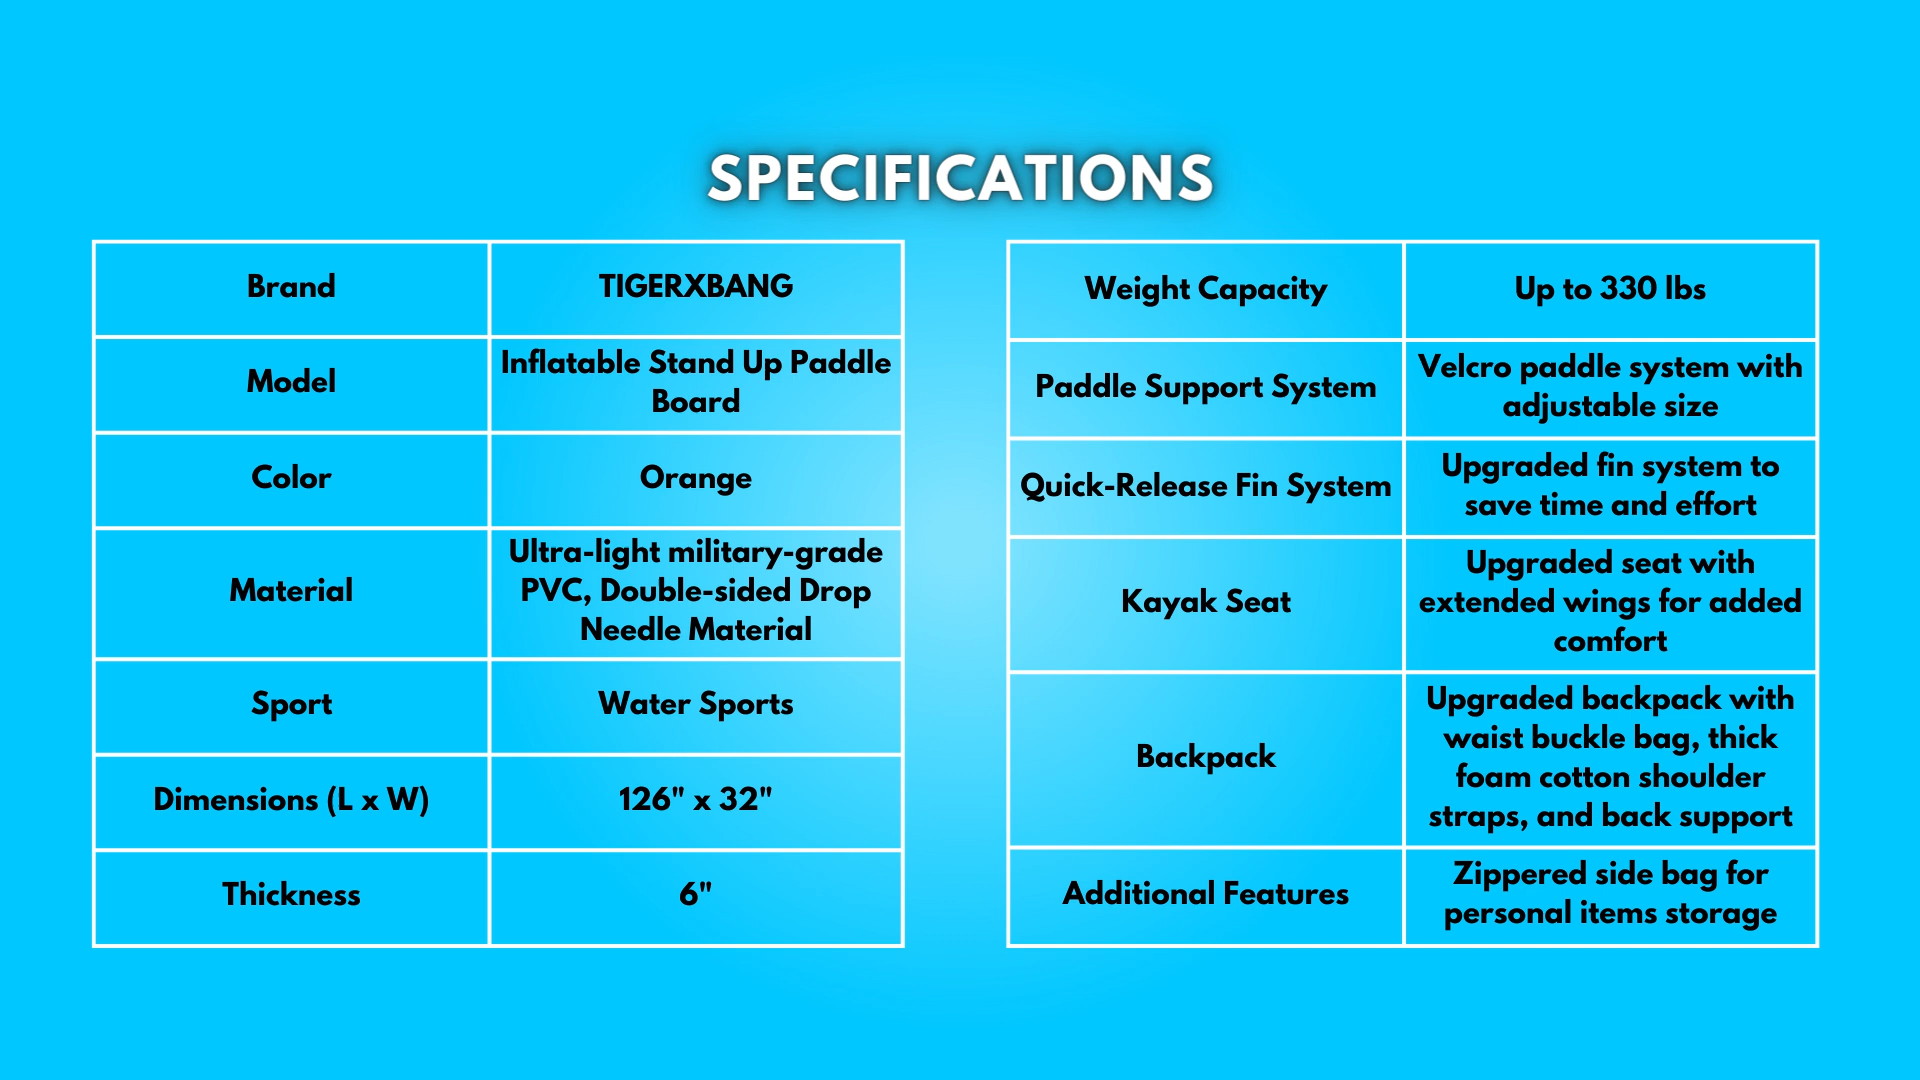 SPECIFICATIONS
Brand
TIGERXBANG
Model
Inflatable Stand Up Paddle
Board
Color
Orange
Material
Ultra-light military-grade
PVC, Double-sided Drop
Needle Material
Sport
Water Sports
Dimensions (L x W)
126" x 32"
Thickness
6"
Weight Capacity
Up to 330 lbs
Paddle Support System
Velcro paddle system with
adjustable size
Quick-Release Fin System
Upgraded fin system to
save time and effort
Kayak Seat
Upgraded seat with
extended wings for added
comfort
Backpack
Upgraded backpack with
waist buckle bag, thick
foam cotton shoulder
straps, and back support
Additional Features
Zippered side bag for
personal items storage